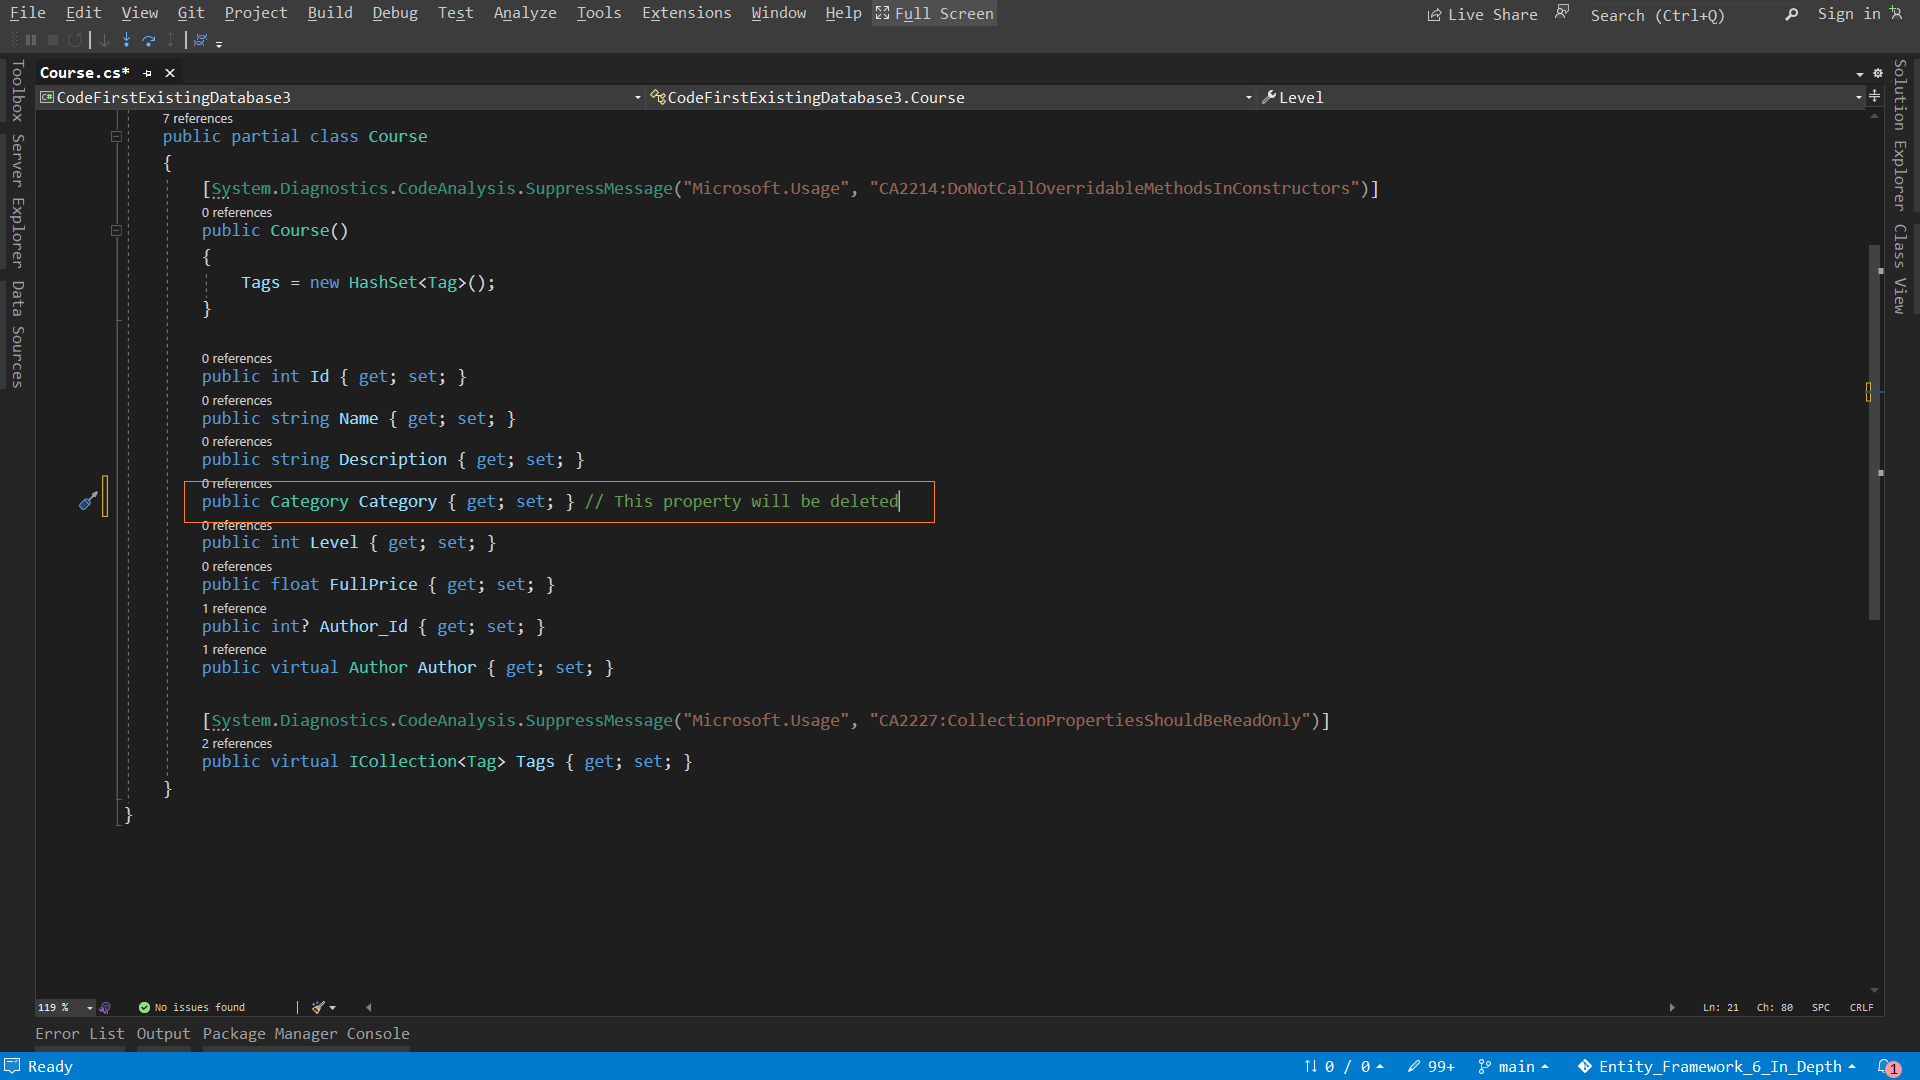 File Edit View Git Project Build Debug Test Analyze Tools Extensions Window Help Full Screen Live Share Search (Ctrl+Q) Sign in
Course.cs*
CodeFirstExistingDatabase3 CodeFirstExistingDatabase3.Course Level
Toolbox
Server Explorer
Data Sources
7 references
public partial class Course
{
[System.Diagnostics.CodeAnalysis.SuppressMessage("Microsoft.Usage", "CA2214:DoNotCallOverridableMethodsInConstructors")]
0 references
public Course()
{
Tags = new HashSet<Tag>();
}
0 references
public int Id { get; set; }
0 references
public string Name { get; set; }
0 references
public string Description { get; set; }
0 references
public Category Category { get; set; } // This property will be deleted
0 references
public int Level { get; set; }
0 references
public float FullPrice { get; set; }
1 reference
public int? Author_Id { get; set; }
1 reference
public virtual Author Author { get; set; }
[System.Diagnostics.CodeAnalysis.SuppressMessage("Microsoft.Usage", "CA2227:CollectionPropertiesShouldBeReadOnly")]
2 references
public virtual ICollection<Tag> Tags { get; set; }
}
}
Solution Explorer
Class View
119 % No issues found Ln: 21 Ch: 80 SPC CRLF
Error List Output Package Manager Console
Ready 0 / 0 99+ main Entity_Framework_6_In_Depth 1